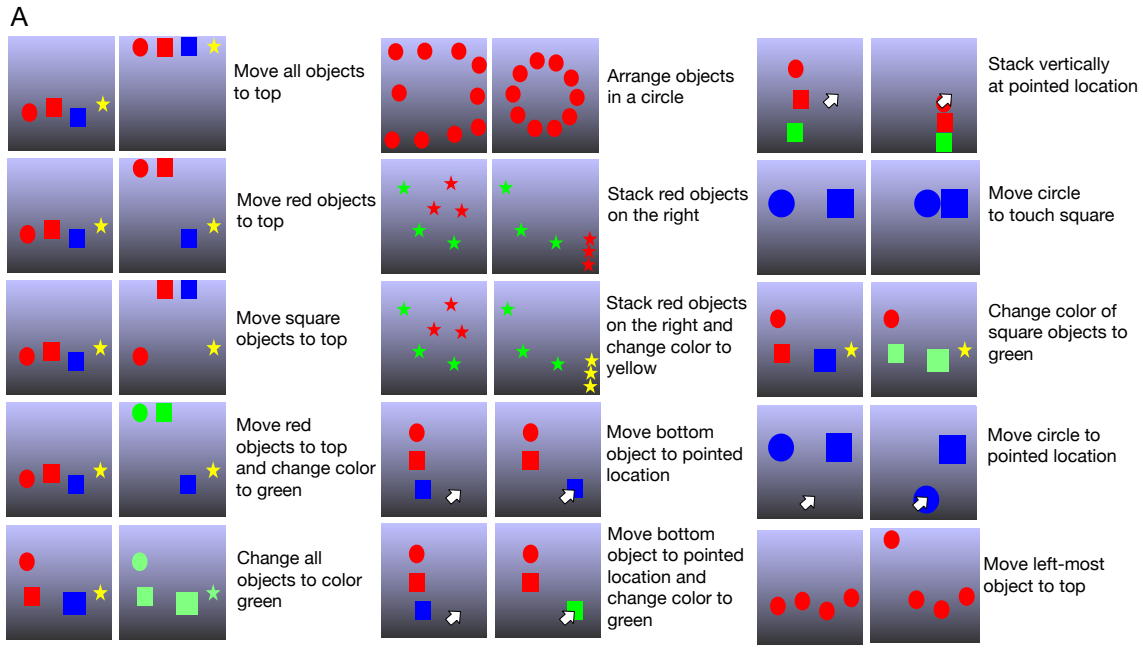 A
Move all objects
to top
Move red objects
to top
Move square
objects to top
Move red
objects to top
and change color
to green
Change all
objects to color
green
Arrange objects
in a circle
Stack red objects
on the right
Stack red objects
on the right and
change color to
yellow
Move bottom
object to pointed
location
Move bottom
object to pointed
location and
change color to
green
Stack vertically
at pointed location
Move circle
to touch square
Change color of
square objects to
green
Move circle to
pointed location
Move left-most
object to top